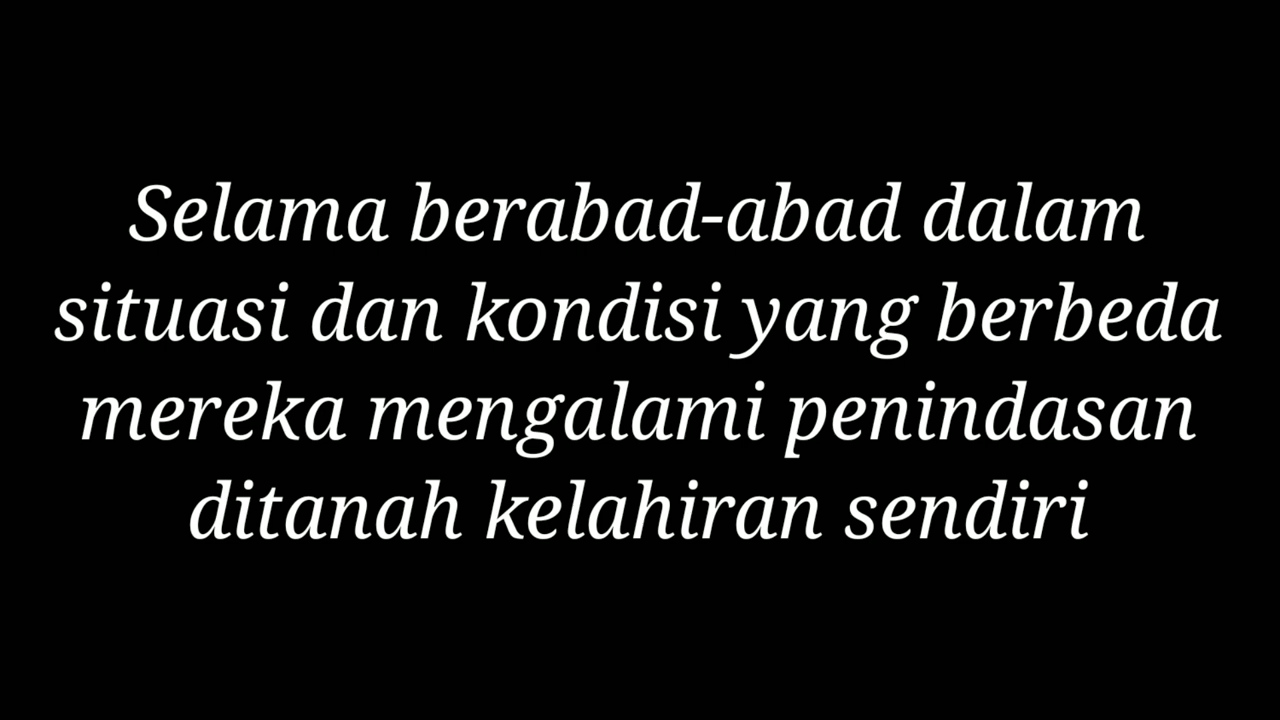 Selama berabad-abad dalam
situasi dan kondisi yang berbeda
mereka mengalami penindasan
ditanah kelahiran sendiri